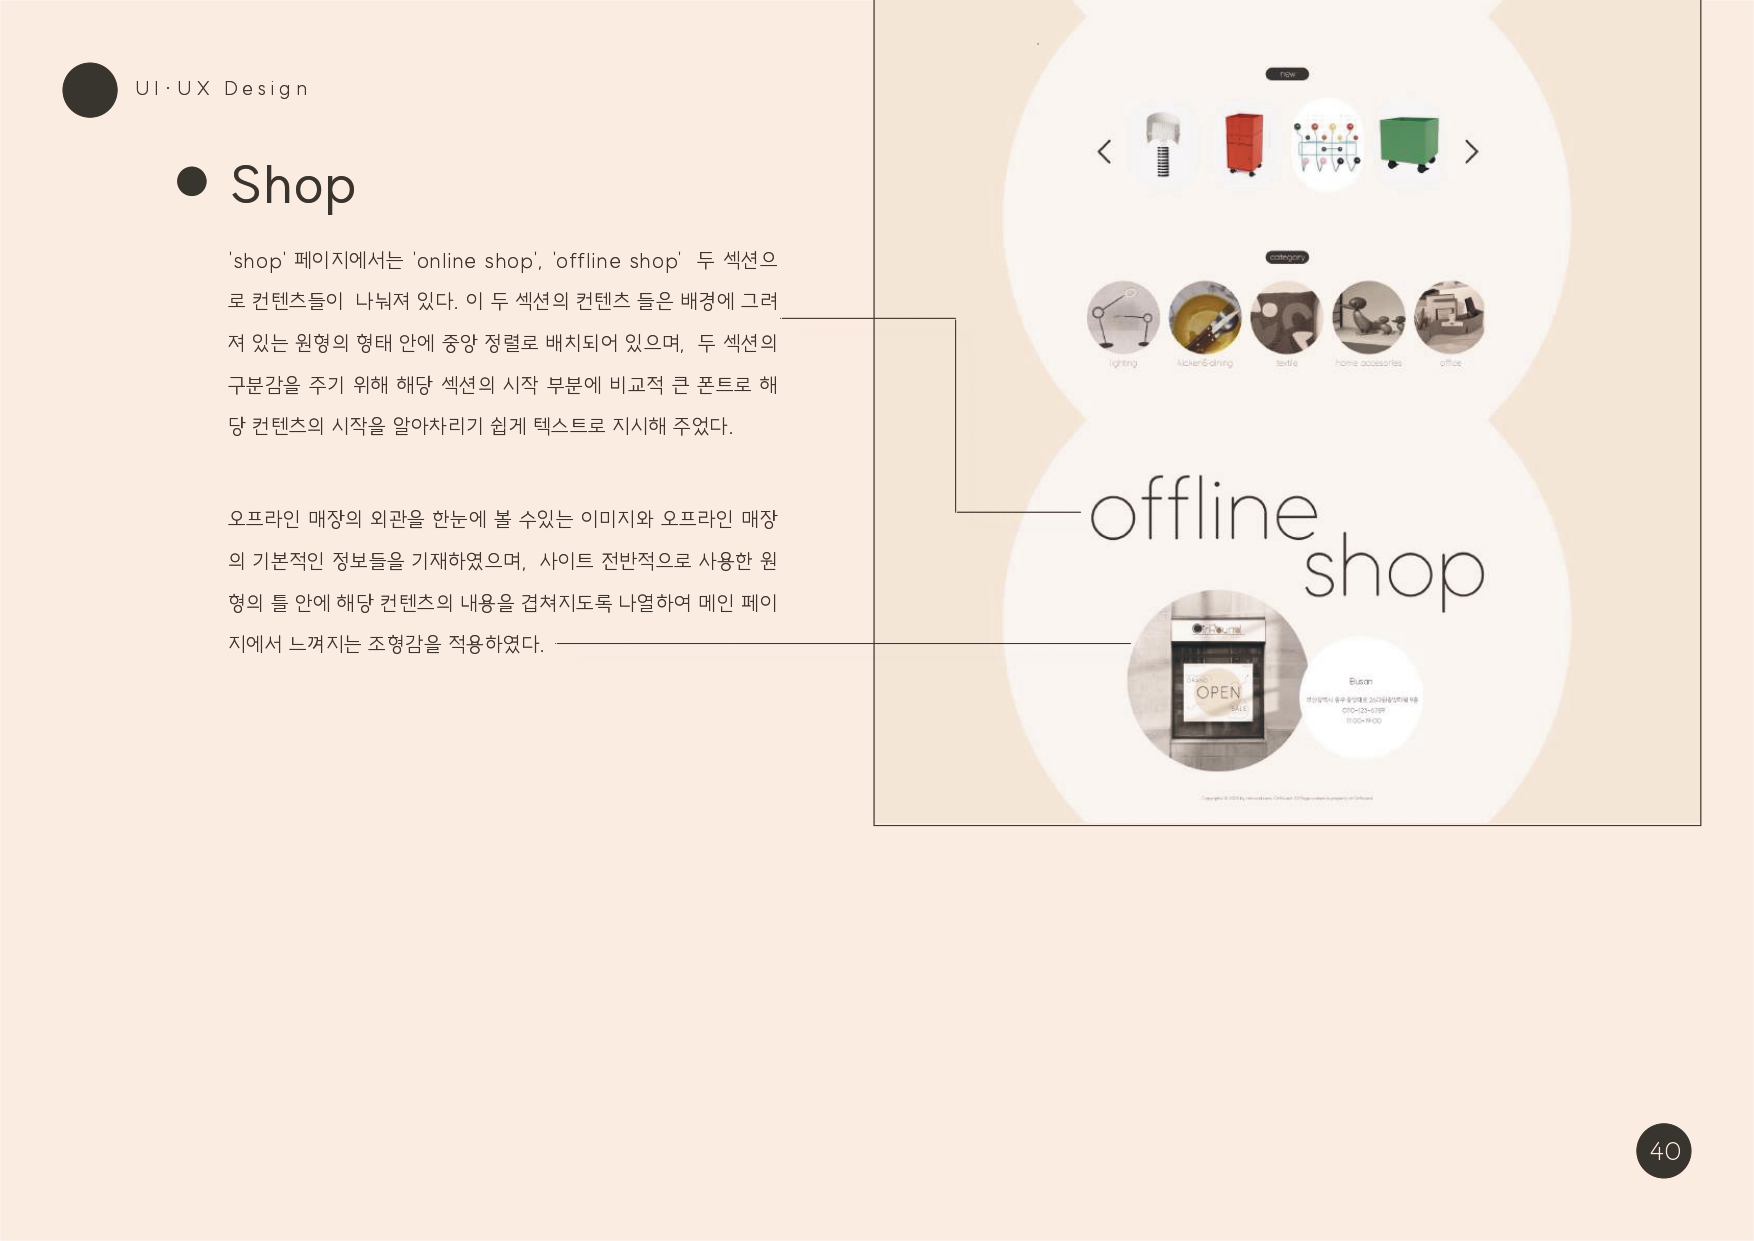 UI·UX Design
Shop
'shop' 페이지에서는 'online shop', 'offline shop' 두 섹션으
로 컨텐츠들이 나눠져 있다. 이 두 섹션의 컨텐츠 들은 배경에 그려
져 있는 원형의 형태 안에 중앙 정렬로 배치되어 있으며, 두 섹션의
구분감을 주기 위해 해당 섹션의 시작 부분에 비교적 큰 폰트로 해
당 컨텐츠의 시작을 알아차리기 쉽게 텍스트로 지시해 주었다.
오프라인 매장의 외관을 한눈에 볼 수있는 이미지와 오프라인 매장
의 기본적인 정보들을 기재하였으며, 사이트 전반적으로 사용한 원
형의 틀 안에 해당 컨텐츠의 내용을 겹쳐지도록 나열하여 메인 페이
지에서 느껴지는 조형감을 적용하였다.
new
category
lighting
kicken&dining
textile
home accesories
office
offline
shop
OPEN
SALE
Busan
010-123-6789
11:00-19:00
40